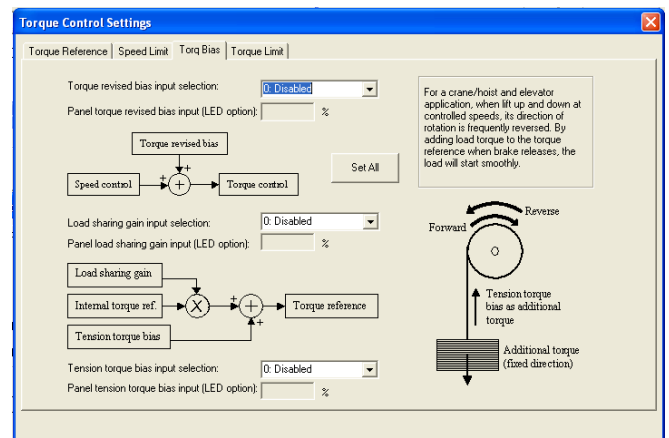 Torque Control Settings
Torque Reference
Speed Limit
Torq Bias
Torque Limit
Torque revised bias input selection:
0: Disabled
Panel torque revised bias input (LED option):
%
Torque revised bias
+
Speed control
+
+
Torque control
Set All
For a crane/hoist and elevator
application, when lift up and down at
controlled speeds, its direction of
rotation is frequently reversed. By
adding load torque to the torque
reference when brake releases, the
load will start smoothly.
Load sharing gain input selection:
0: Disabled
Panel load sharing gain input (LED option):
%
Load sharing gain
Internal torque ref.
X
+
+
Torque reference
+
Tension torque bias
Reverse
Forward
Tension torque
bias as additional
torque
Additional torque
(fixed direction)
Tension torque bias input selection:
0: Disabled
Panel tension torque bias input (LED option):
%